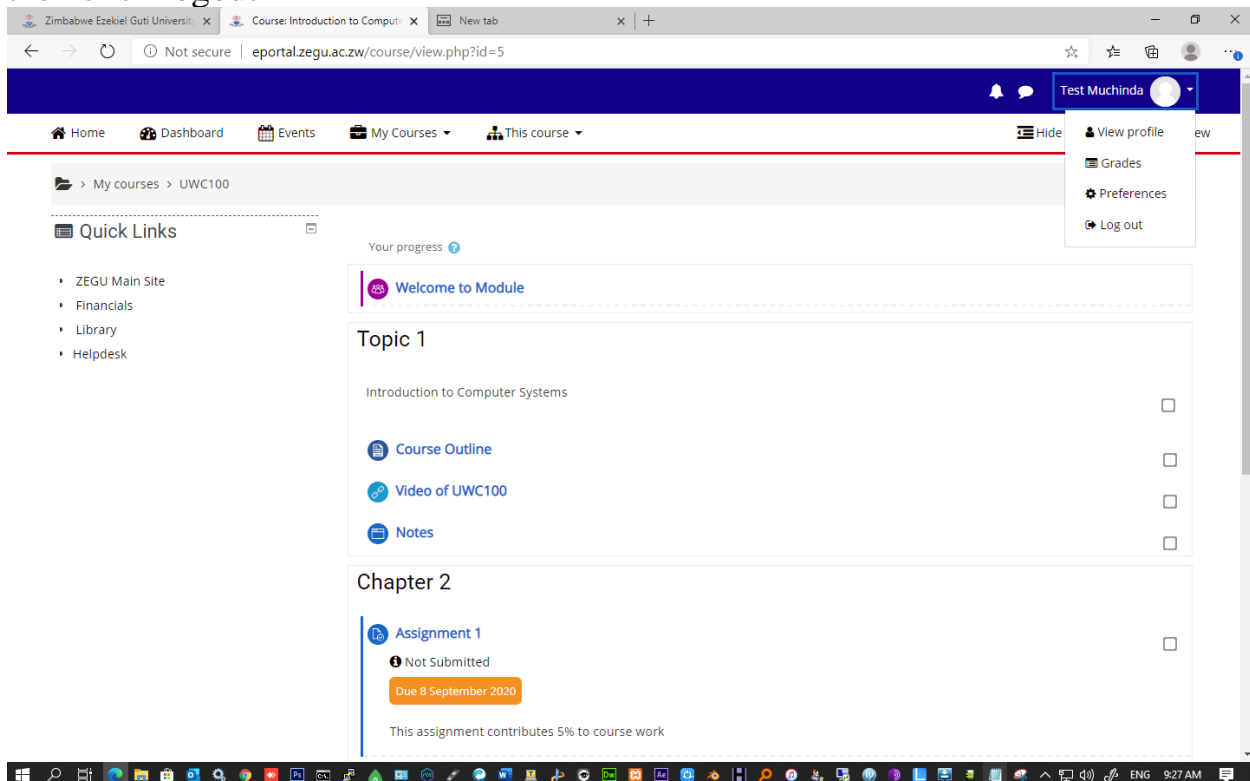 Zimbabwe Ezekiel Guti Universit
Course: Introduction to Compute
New tab
Not secure | eportal.zegu.ac.zw/course/view.php?id=5
Test Muchinda
Home Dashboard Events My Courses This course Hide ew
View profile
Grades
Preferences
Log out
> My courses > UWC100
Quick Links
ZEGU Main Site
Financials
Library
Helpdesk
Your progress
Welcome to Module
Topic 1
Introduction to Computer Systems
Course Outline
Video of UWC100
Notes
Chapter 2
Assignment 1
Not Submitted
Due 8 September 2020
This assignment contributes 5% to course work
ENG 9:27 AM